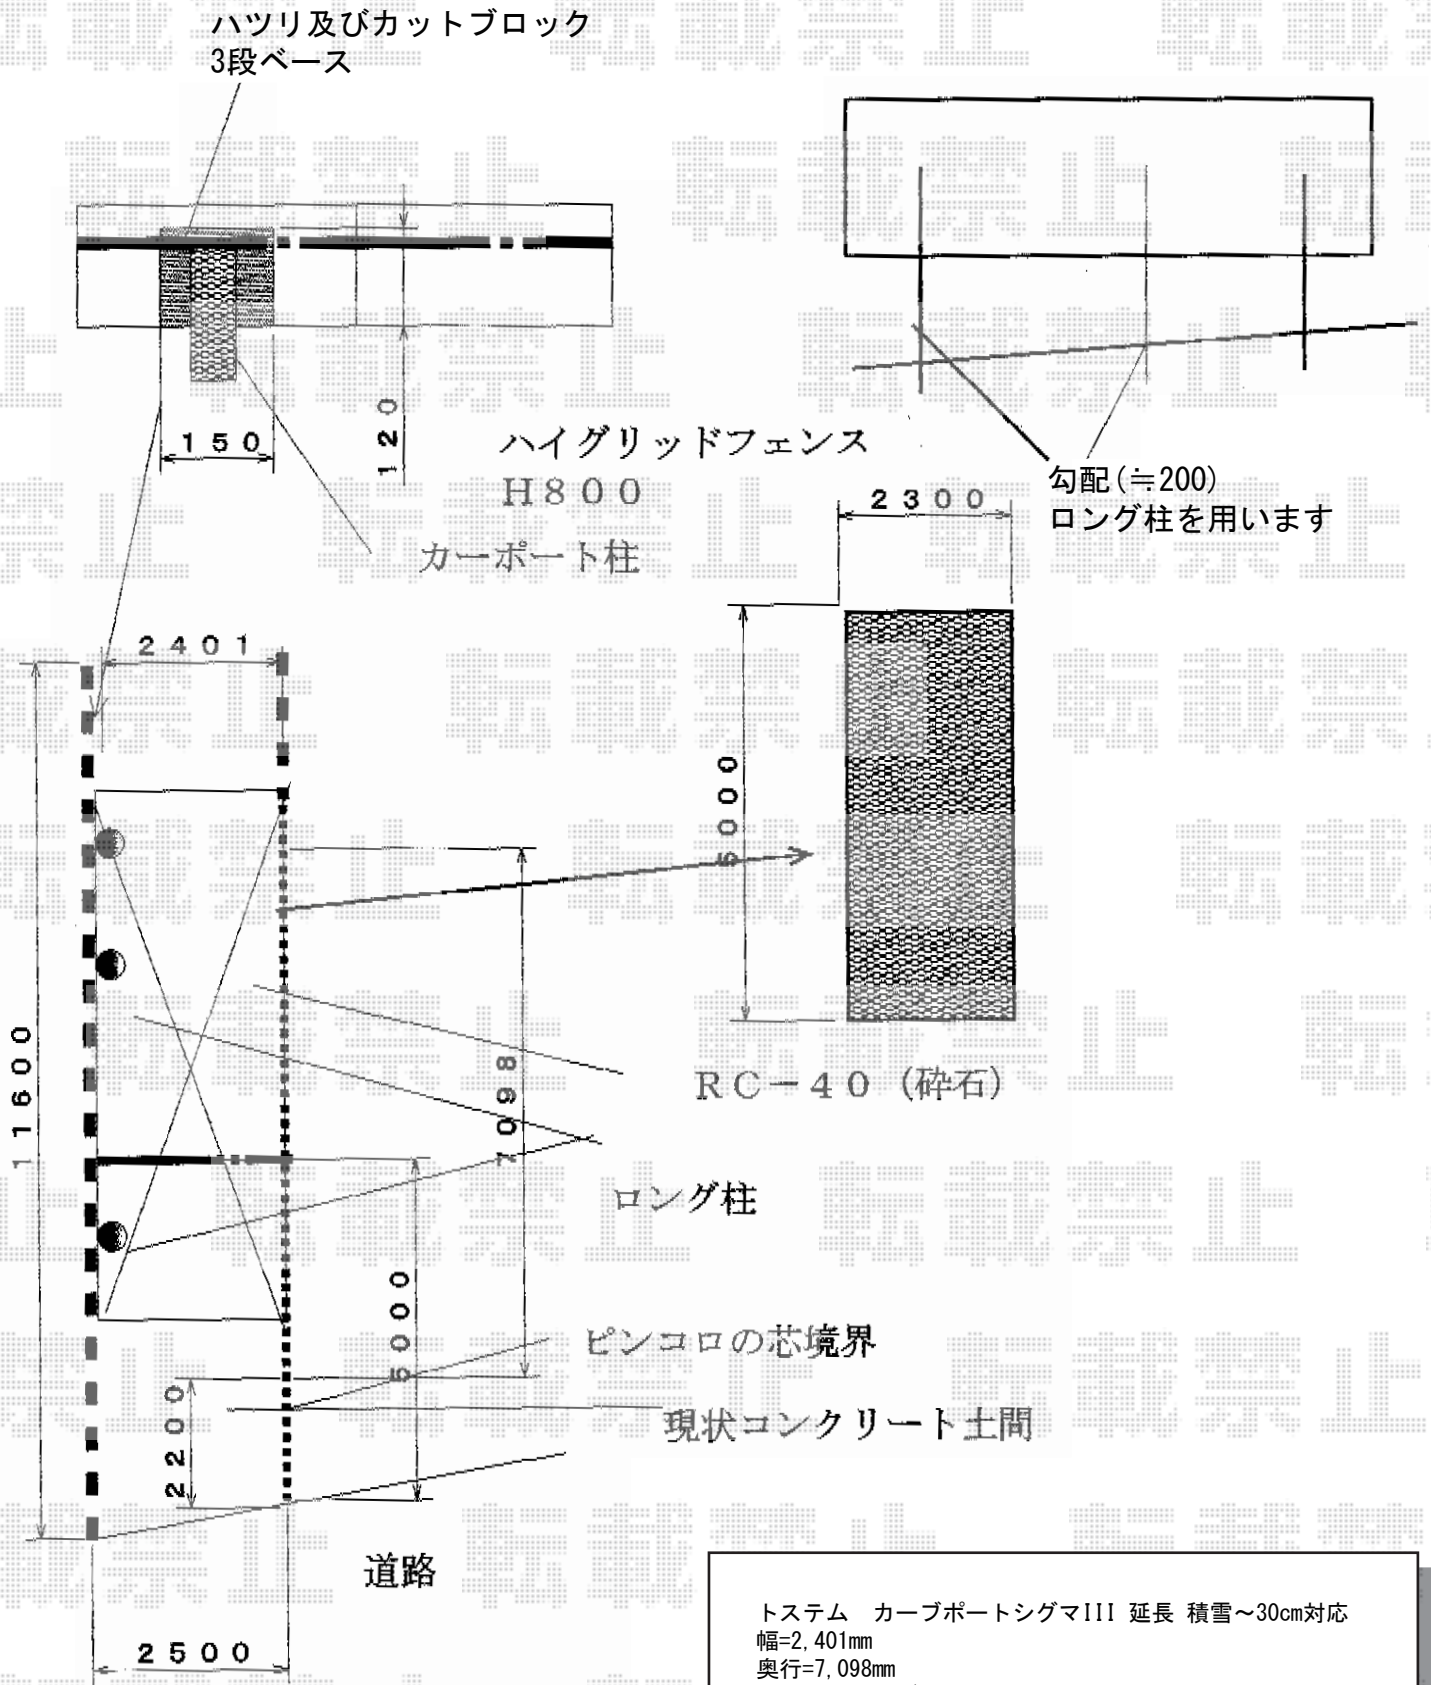 ハツリ及びカットブロック
3段ベース
150
120
ハイグリッドフェンス
H800
カーポート柱
勾配(≒200)
ロング柱を用います
2300
2401
11600
7098
RC－40（砕石）
ロング柱
ピンコロの芯境界
現状コンクリート土間
2200
道路
2500
トステム　カーブポートシグマIII 延長 積雪～30cm対応
幅=2,401mm
奥行=7,098mm
転載禁止